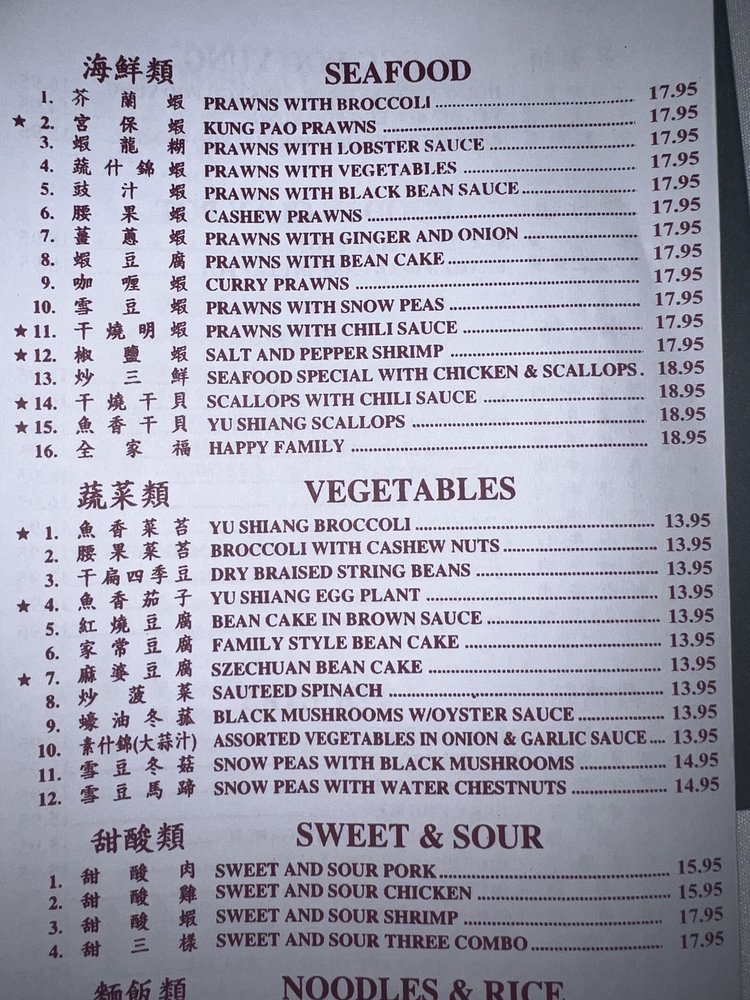 海鮮類 SEAFOOD
1. 芥蘭蝦 PRAWNS WITH BROCCOLI 17.95
★ 2. 宮保蝦 KUNG PAO PRAWNS 17.95
3. 蝦龍糊 PRAWNS WITH LOBSTER SAUCE 17.95
4. 蔬什錦蝦 PRAWNS WITH VEGETABLES 17.95
5. 豉汁蝦 PRAWNS WITH BLACK BEAN SAUCE 17.95
6. 腰果蝦 CASHEW PRAWNS 17.95
7. 薑蔥蝦 PRAWNS WITH GINGER AND ONION 17.95
8. 蝦豆腐 PRAWNS WITH BEAN CAKE 17.95
9. 咖喱蝦 CURRY PRAWNS 17.95
10. 雪豆蝦 PRAWNS WITH SNOW PEAS 17.95
★ 11. 干燒明蝦 PRAWNS WITH CHILI SAUCE 17.95
★ 12. 椒鹽蝦 SALT AND PEPPER SHRIMP 17.95
13. 炒三鮮 SEAFOOD SPECIAL WITH CHICKEN & SCALLOPS. 18.95
★ 14. 干燒干貝 SCALLOPS WITH CHILI SAUCE 18.95
★ 15. 魚香干貝 YU SHIANG SCALLOPS 18.95
16. 全家福 HAPPY FAMILY 18.95
蔬菜類 VEGETABLES
★ 1. 魚香菜苔 YU SHIANG BROCCOLI 13.95
2. 腰果菜苔 BROCCOLI WITH CASHEW NUTS 13.95
3. 干扁四季豆 DRY BRAISED STRING BEANS 13.95
★ 4. 魚香茄子 YU SHIANG EGG PLANT 13.95
5. 紅燒豆腐 BEAN CAKE IN BROWN SAUCE 13.95
6. 家常豆腐 FAMILY STYLE BEAN CAKE 13.95
★ 7. 麻婆豆腐 SZECHUAN BEAN CAKE 13.95
8. 炒菠菜 SAUTEED SPINACH 13.95
9. 蠔油冬菰 BLACK MUSHROOMS W/OYSTER SAUCE 13.95
10. 素什錦(大蒜汁) ASSORTED VEGETABLES IN ONION & GARLIC SAUCE 13.95
11. 雪豆冬菇 SNOW PEAS WITH BLACK MUSHROOMS 14.95
12. 雪豆馬蹄 SNOW PEAS WITH WATER CHESTNUTS 14.95
甜酸類 SWEET & SOUR
1. 甜酸肉 SWEET AND SOUR PORK 15.95
2. 甜酸雞 SWEET AND SOUR CHICKEN 15.95
3. 甜酸蝦 SWEET AND SOUR SHRIMP 17.95
4. 甜三樣 SWEET AND SOUR THREE COMBO 17.95
麵飯類 NOODLES & RICE